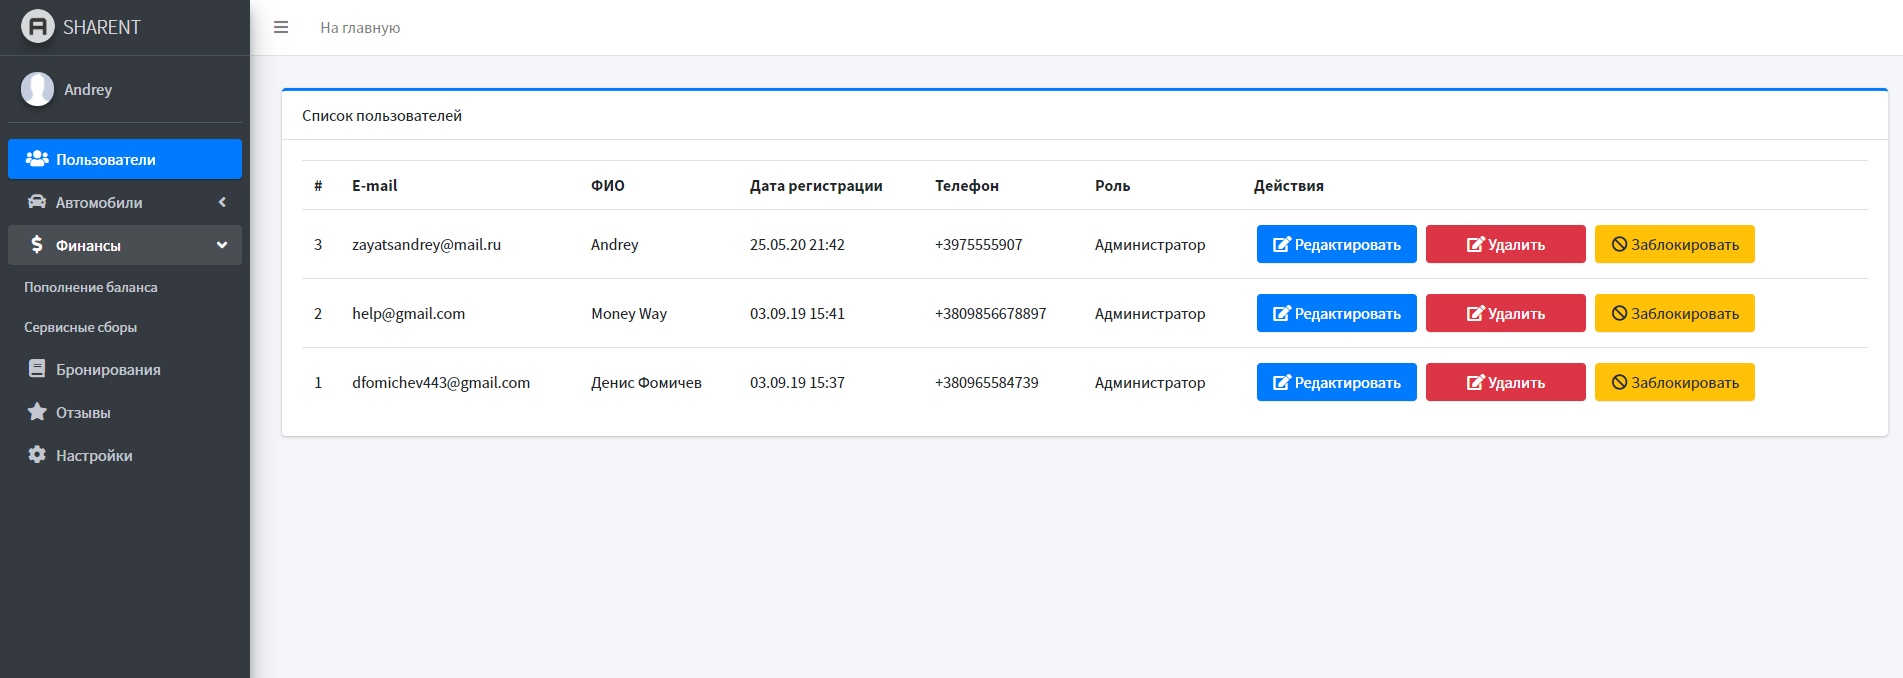 SHARENT
На главную
Andrey
Пользователи
Автомобили
Финансы
Пополнение баланса
Сервисные сборы
Бронирования
Отзывы
Настройки
Список пользователей
# E-mail ФИО Дата регистрации Телефон Роль Действия
3 zayatsandrey@mail.ru Andrey 25.05.20 21:42 +3975555907 Администратор Редактировать Удалить Заблокировать
2 help@gmail.com Money Way 03.09.19 15:41 +3809856678897 Администратор Редактировать Удалить Заблокировать
1 dfomichev443@gmail.com Денис Фомичев 03.09.19 15:37 +380965584739 Администратор Редактировать Удалить Заблокировать